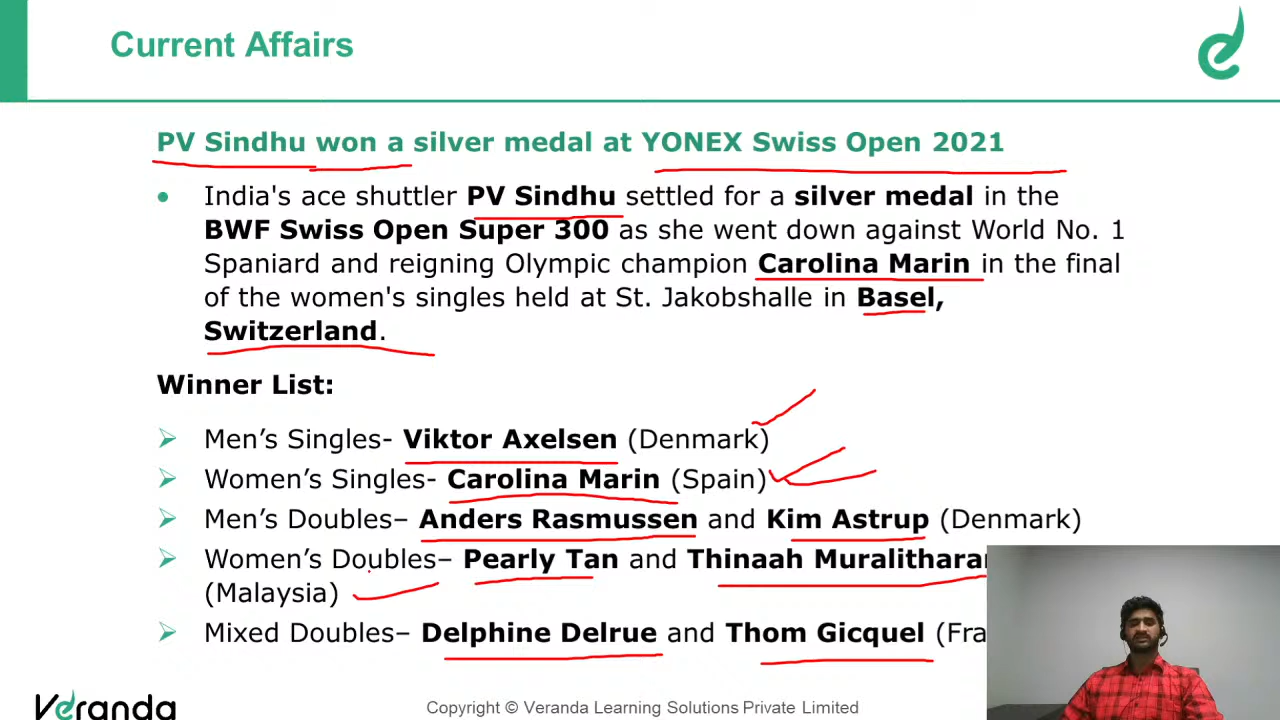 Current Affairs
PV Sindhu won a silver medal at YONEX Swiss Open 2021
• India's ace shuttler PV Sindhu settled for a silver medal in the
BWF Swiss Open Super 300 as she went down against World No. 1
Spaniard and reigning Olympic champion Carolina Marin in the final
of the women's singles held at St. Jakobshalle in Basel,
Switzerland.
Winner List:
➢ Men’s Singles- Viktor Axelsen (Denmark)
➢ Women’s Singles- Carolina Marin (Spain)
➢ Men’s Doubles– Anders Rasmussen and Kim Astrup (Denmark)
➢ Women’s Doubles– Pearly Tan and Thinaah Muralitharan
(Malaysia)
➢ Mixed Doubles– Delphine Delrue and Thom Gicquel (Fra
Veranda
Copyright © Veranda Learning Solutions Private Limited